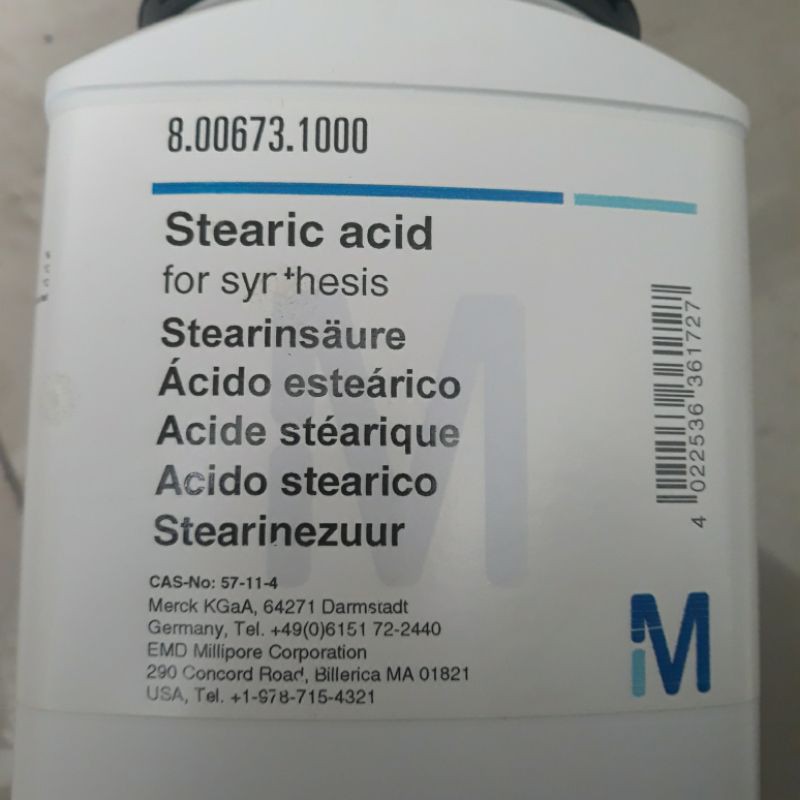 8.00673.1000
Stearic acid
for synthesis
Stearinsäure
Ácido esteárico
Acide stéarique
Acido stearico
Stearinezuur
CAS-No: 57-11-4
Merck KGaA, 64271 Darmstadt
Germany, Tel. +49(0)6151 72-2440
EMD Millipore Corporation
290 Concord Road, Billerica MA 01821
USA, Tel. +1-978-715-4321
4 022536 361727
M